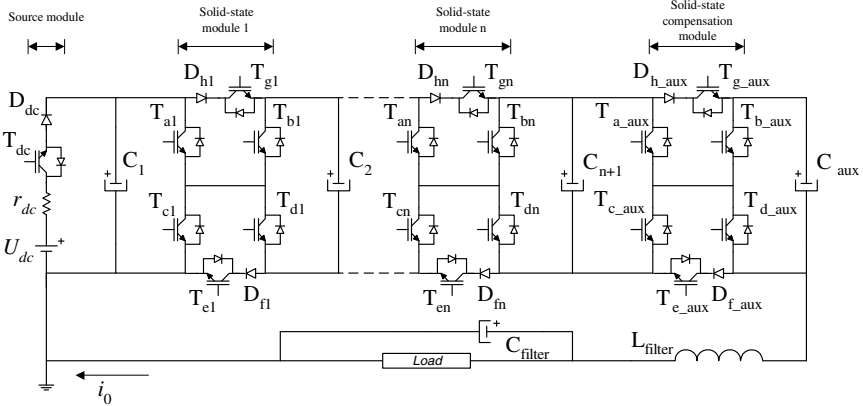 Source module
Solid-state
module 1
Solid-state
module n
Solid-state
compensation
module
D_h1
T_g1
D_hn
T_gn
D_h_aux
T_g_aux
D_dc
T_dc
r_dc
U_dc
C_1
T_a1
T_b1
T_c1
T_d1
T_e1
D_f1
C_2
T_an
T_bn
T_cn
T_dn
T_en
D_fn
C_n+1
T_a_aux
T_b_aux
T_c_aux
T_d_aux
T_e_aux
D_f_aux
C_aux
C_filter
L_filter
Load
i_0